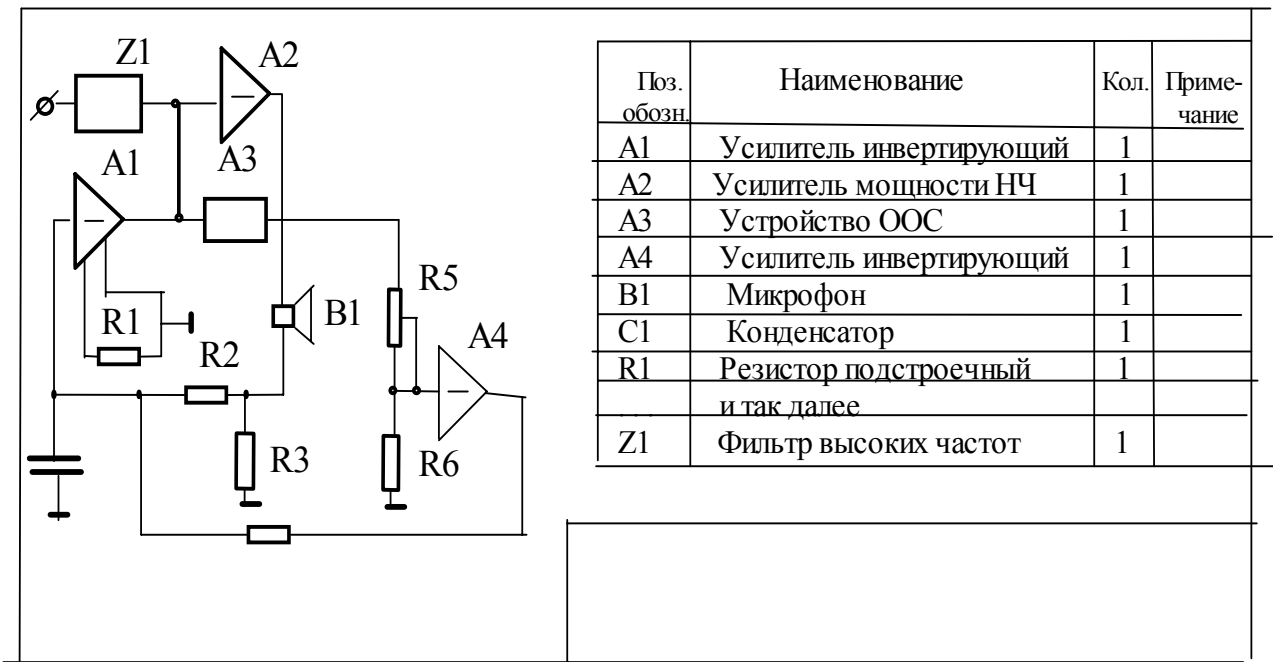 Z1
A2
A1
A3
R1
R2
B1
R5
A4
R3
R6
Поз. обозн. Наименование Кол. Приме-чание
A1 Усилитель инвертирующий 1
A2 Усилитель мощности НЧ 1
A3 Устройство ООС 1
A4 Усилитель инвертирующий 1
B1 Микрофон 1
C1 Конденсатор 1
R1 Резистор подстроечный 1
. . . и так далее
Z1 Фильтр высоких частот 1